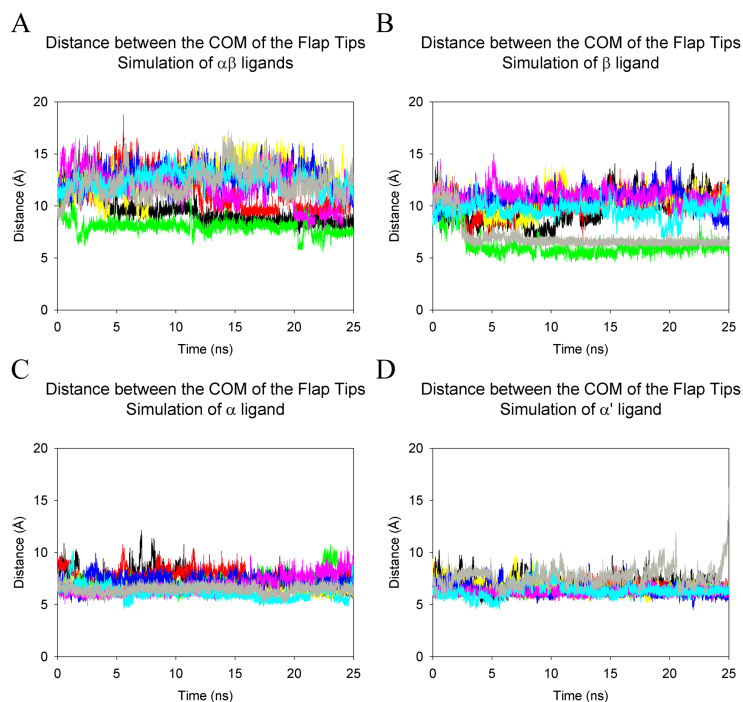 A
Distance between the COM of the Flap Tips
Simulation of αβ ligands
20
15
10
5
0
Distance (Å)
0 5 10 15 20 25
Time (ns)
B
Distance between the COM of the Flap Tips
Simulation of β ligand
20
15
10
5
0
Distance (Å)
0 5 10 15 20 25
Time (ns)
C
Distance between the COM of the Flap Tips
Simulation of α ligand
20
15
10
5
0
Distance (Å)
0 5 10 15 20 25
Time (ns)
D
Distance between the COM of the Flap Tips
Simulation of α' ligand
20
15
10
5
0
Distance (Å)
0 5 10 15 20 25
Time (ns)